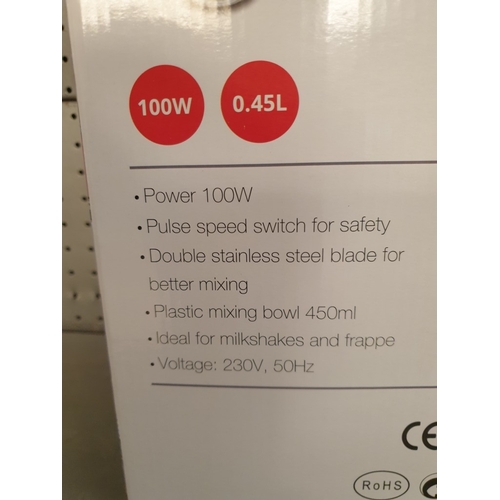 100W 0.45L
• Power 100W
• Pulse speed switch for safety
• Double stainless steel blade for
better mixing
• Plastic mixing bowl 450ml
• Ideal for milkshakes and frappe
• Voltage: 230V, 50Hz
CE
RoHS